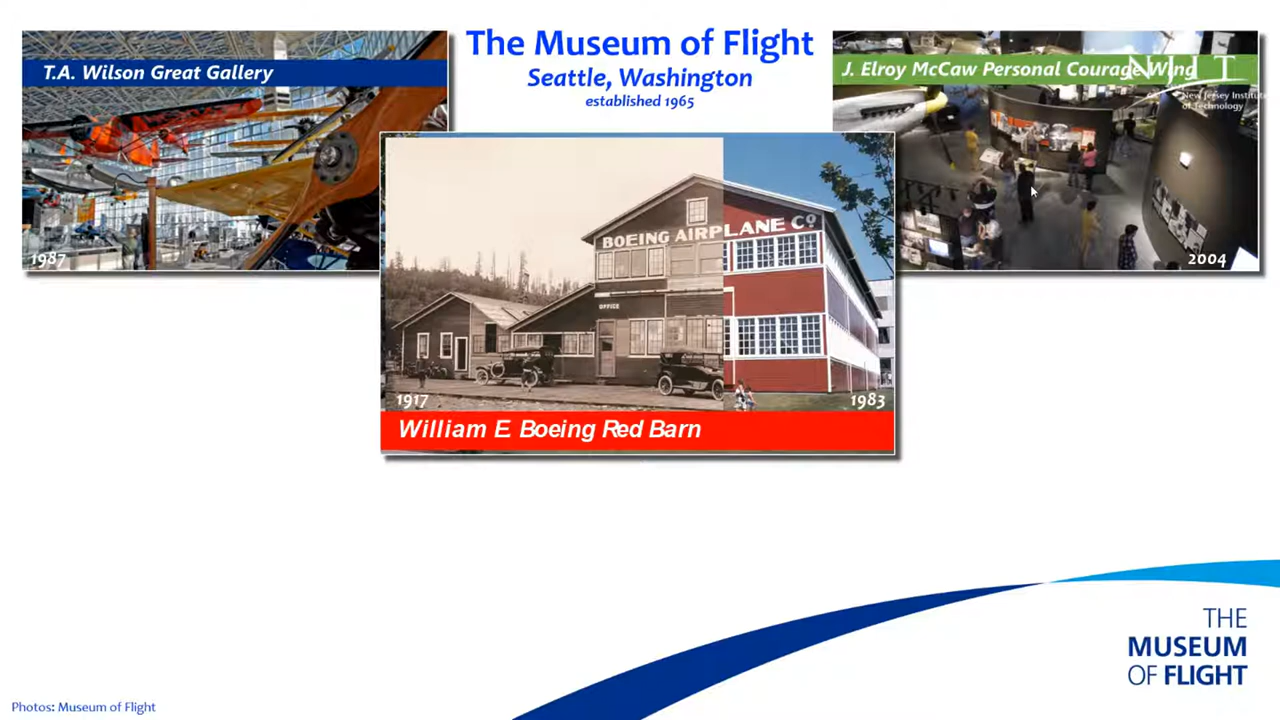 The Museum of Flight
Seattle, Washington
established 1965
T.A. Wilson Great Gallery
1987
J. Elroy McCaw Personal Courage Wing
NJIT
New Jersey Institute
of Technology
2004
BOEING AIRPLANE Co
OFFICE
1917
1983
William E. Boeing Red Barn
THE
MUSEUM
OF FLIGHT
Photos: Museum of Flight